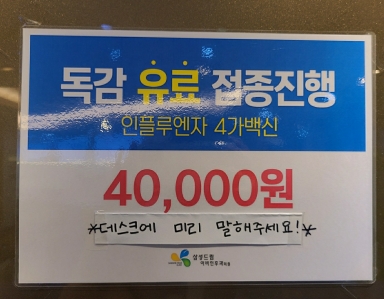 독감 유료 접종진행
인플루엔자 4가백신
40,000원
*데스크에 미리 말해주세요!*